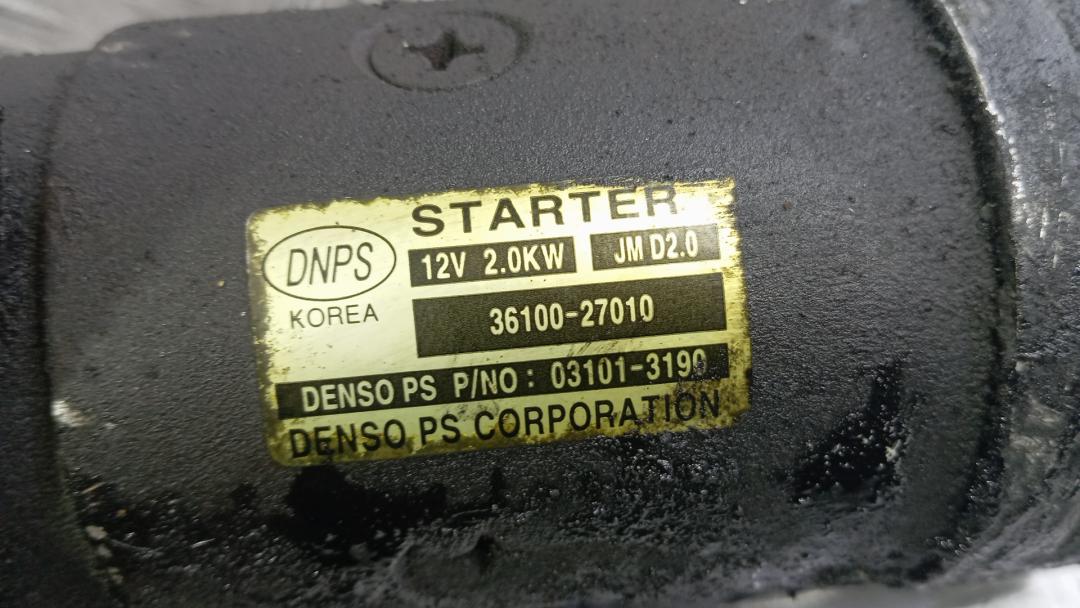 STARTER
DNPS
KOREA
12V 2.0KW JM D2.0
36100-27010
DENSO PS P/NO : 03101-3190
DENSO PS CORPORATION